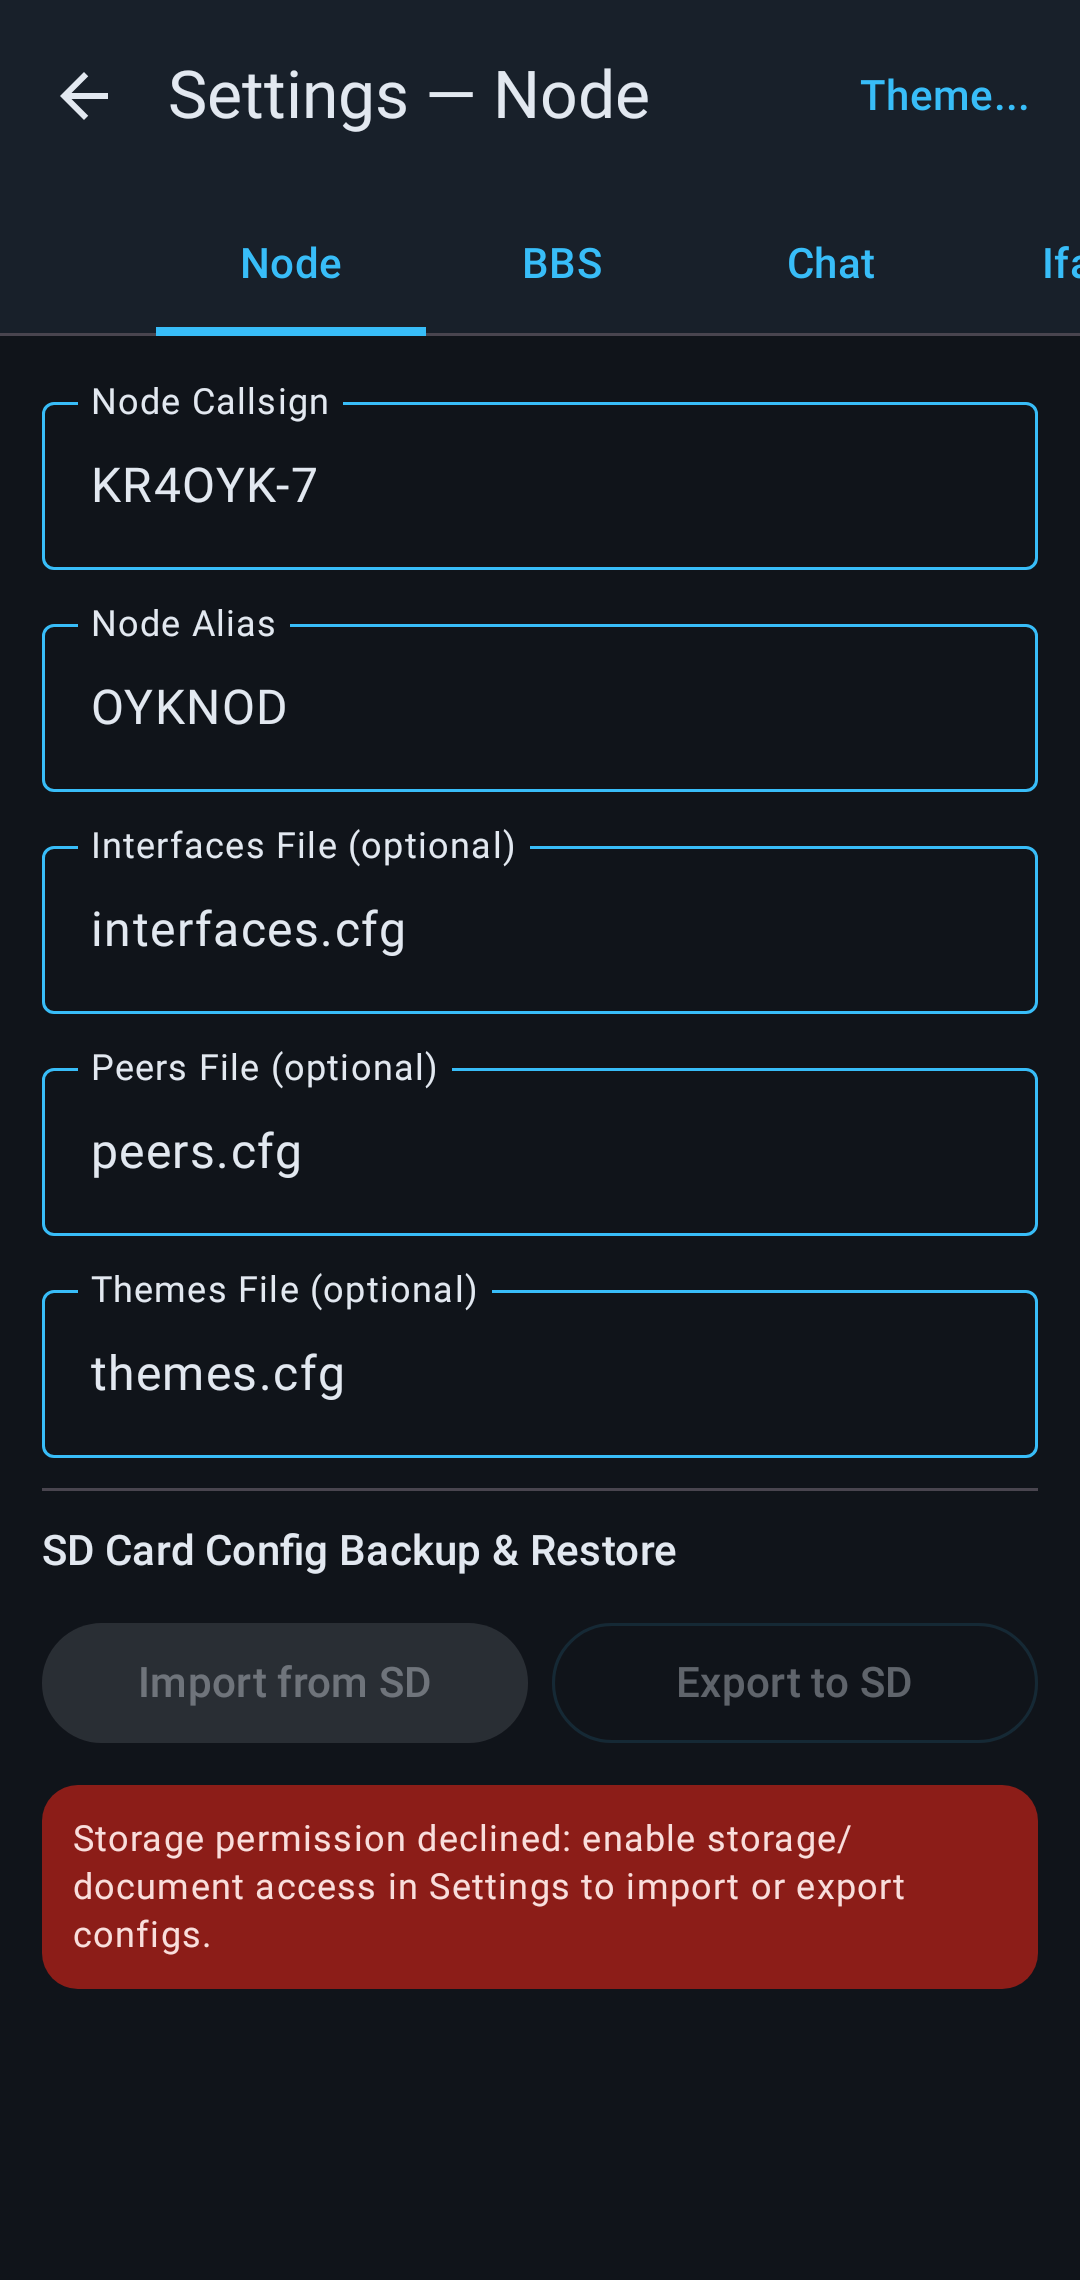 Settings — Node
Theme...
Node
BBS
Chat
Node Callsign
KR4OYK-7
Node Alias
OYKNOD
Interfaces File (optional)
interfaces.cfg
Peers File (optional)
peers.cfg
Themes File (optional)
themes.cfg
SD Card Config Backup & Restore
Import from SD
Export to SD
Storage permission declined: enable storage/
document access in Settings to import or export
configs.